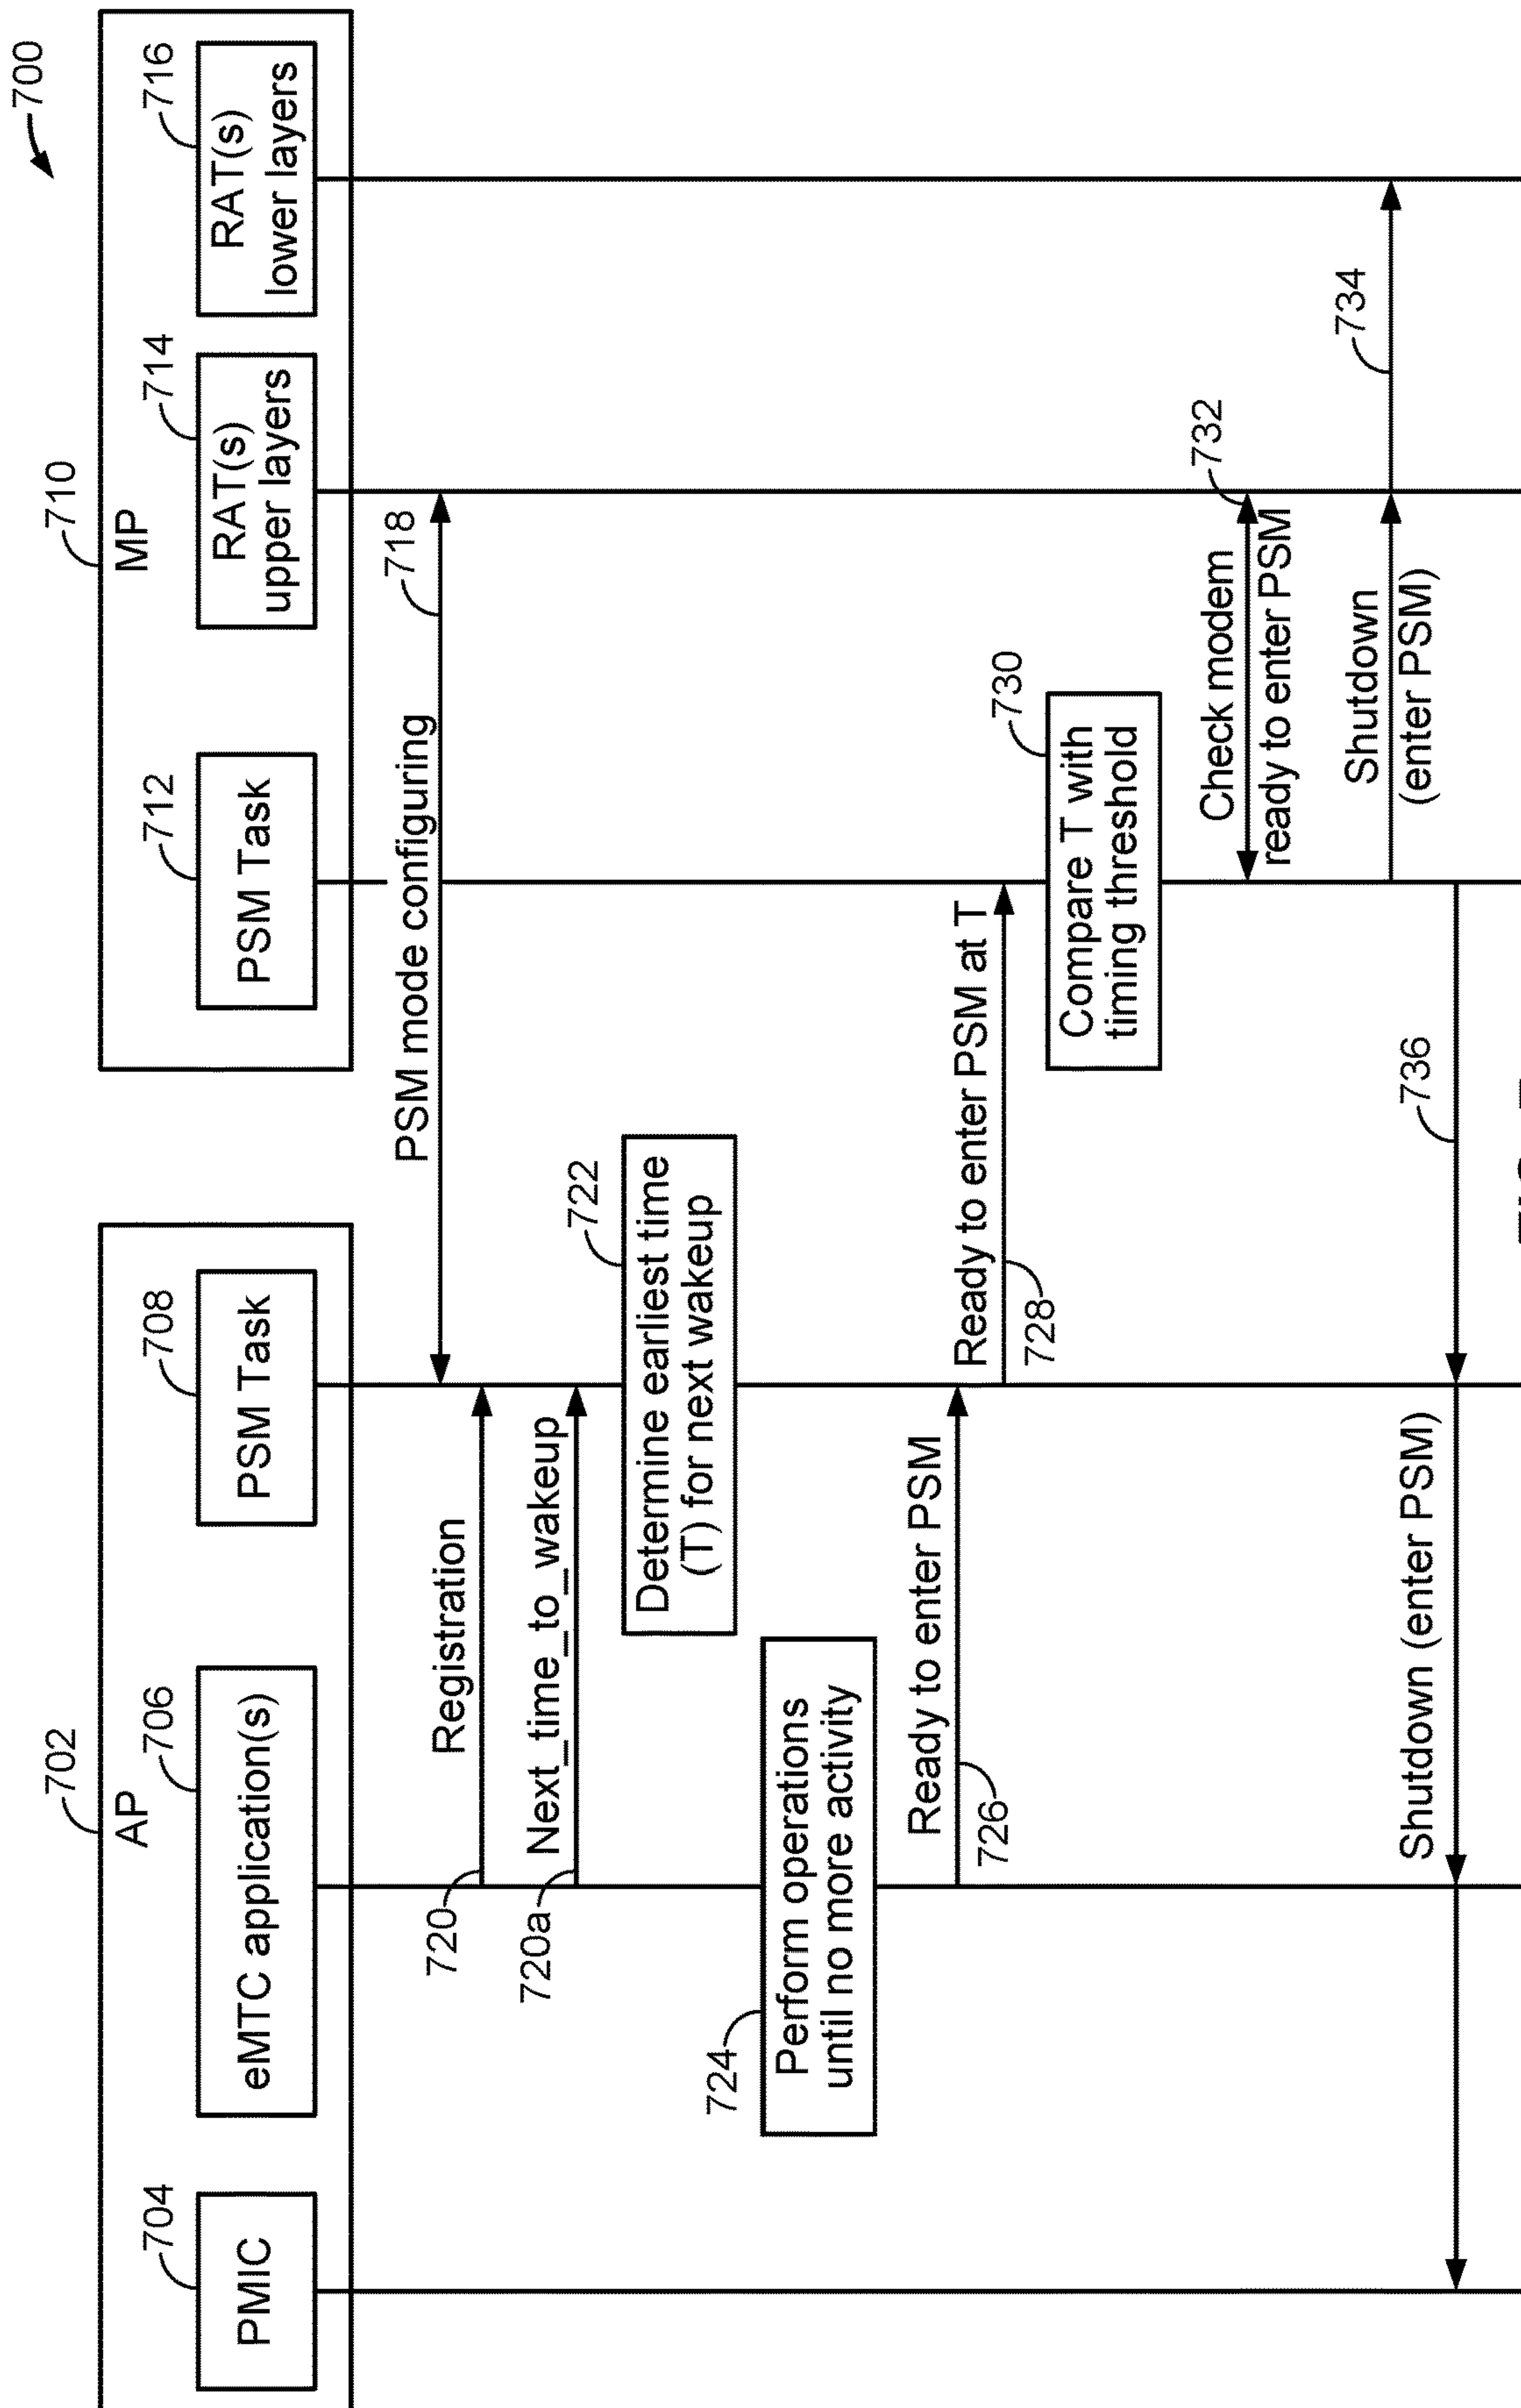 700
702
AP
710
MP
704
PMIC
706
eMTC application(s)
708
PSM Task
712
PSM Task
714
RAT(s)
upper layers
716
RAT(s)
lower layers
PSM mode configuring
718
Registration
720
Next_time_to_wakeup
720a
722
Determine earliest time
(T) for next wakeup
724
Perform operations
until no more activity
Ready to enter PSM
726
Ready to enter PSM at T
728
730
Compare T with
timing threshold
Check modem
ready to enter PSM
732
Shutdown
(enter PSM)
734
736
Shutdown (enter PSM)